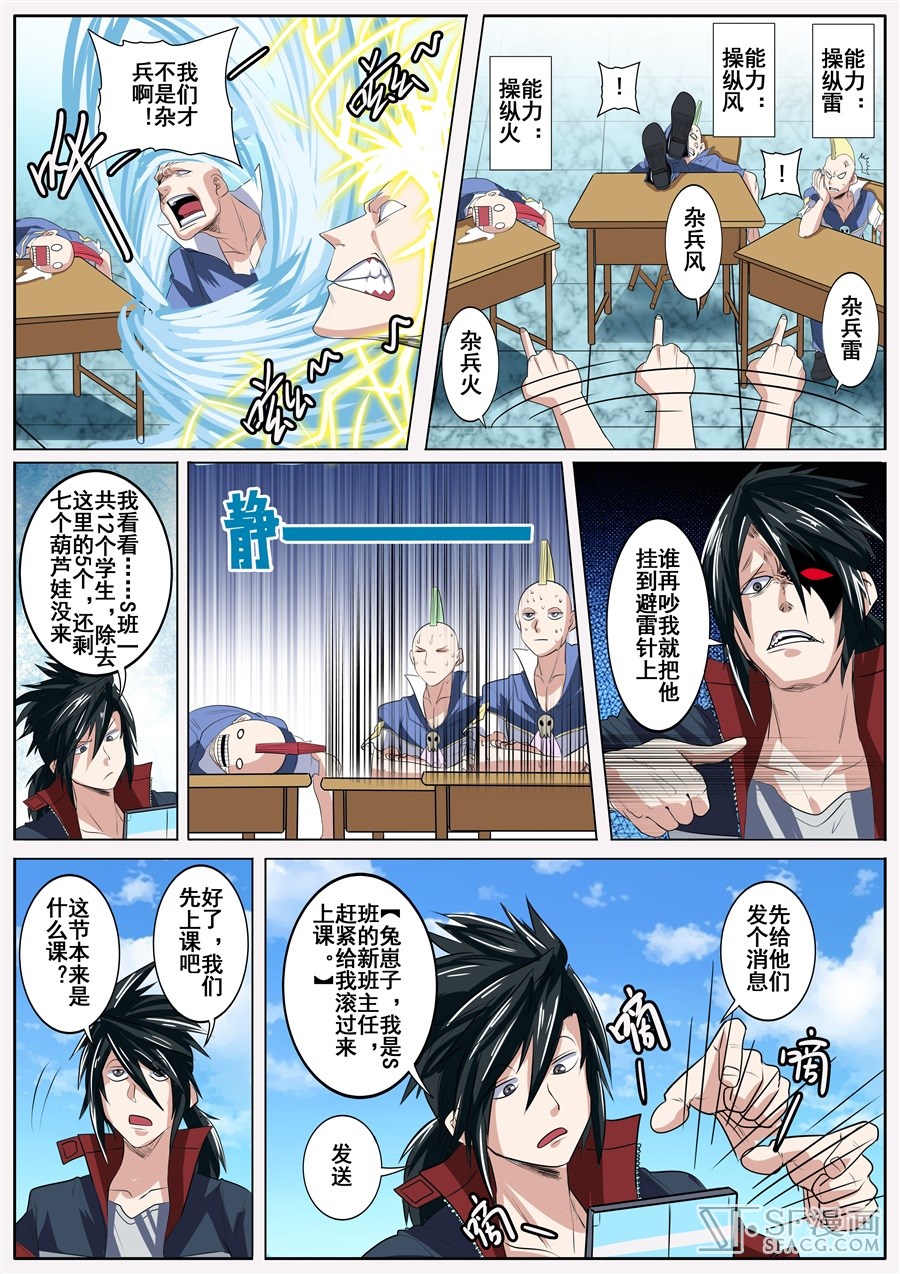 能力：
操纵雷
能力：
操纵风
！
能力：
操纵火
！
杂兵风
杂兵雷
杂兵火
我们才
不是杂
兵啊！
谁再吵我就把他
挂到避雷针上
静
我看看……S班一
共12个学生，除去
这里的5个，还剩
七个葫芦娃没来
先给他们
发个消息
嘀
嘀
【兔崽子，我是S
班的新班主任，
赶紧给我滚过来
上课。】
发送
嘀
好了，我们
先上课吧
这节本来是
什么课？
SF漫画
SFACG.COM